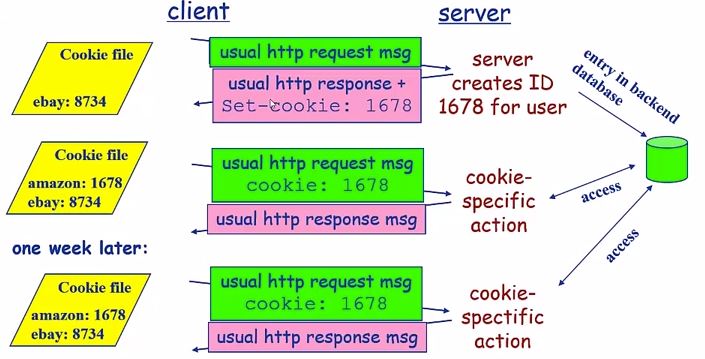 client
server
Cookie file
ebay: 8734
usual http request msg
usual http response +
Set-cookie: 1678
server
creates ID
1678 for user
entry in backend
database
Cookie file
amazon: 1678
ebay: 8734
usual http request msg
cookie: 1678
usual http response msg
cookie-
specific
action
access
one week later:
access
Cookie file
amazon: 1678
ebay: 8734
usual http request msg
cookie: 1678
usual http response msg
cookie-
spectific
action